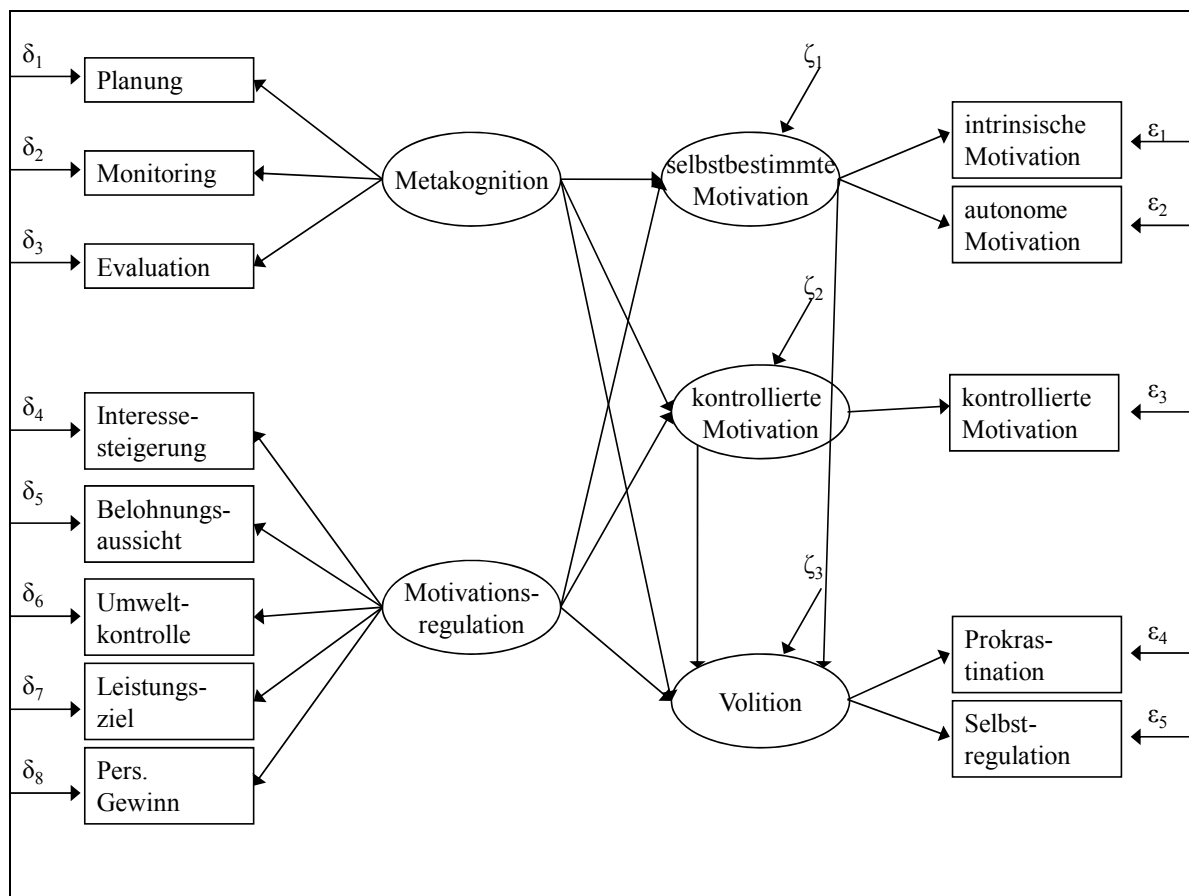 δ1
Planung
δ2
Monitoring
δ3
Evaluation
δ4
Interesse-
steigerung
δ5
Belohnungs-
aussicht
δ6
Umwelt-
kontrolle
δ7
Leistungs-
ziel
δ8
Pers.
Gewinn
Metakognition
Motivations-
regulation
ζ1
selbstbestimmte
Motivation
ζ2
kontrollierte
Motivation
ζ3
Volition
intrinsische
Motivation
ε1
autonome
Motivation
ε2
kontrollierte
Motivation
ε3
Prokras-
tination
ε4
Selbst-
regulation
ε5